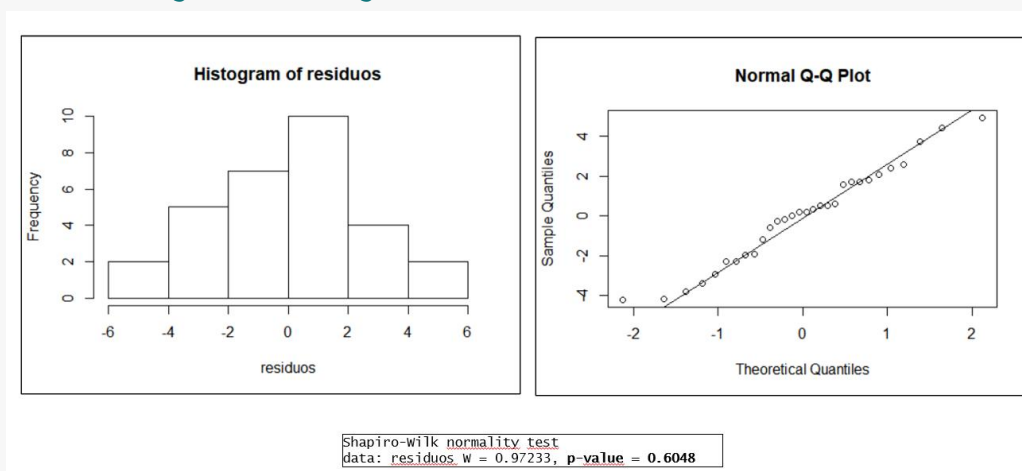 Histogram of residuos
Frequency
10
8
6
4
2
0
-6 -4 -2 0 2 4 6
residuos
Normal Q-Q Plot
Sample Quantiles
4
2
0
-2
-4
-2 -1 0 1 2
Theoretical Quantiles
Shapiro-Wilk normality test
data: residuos W = 0.97233, p-value = 0.6048